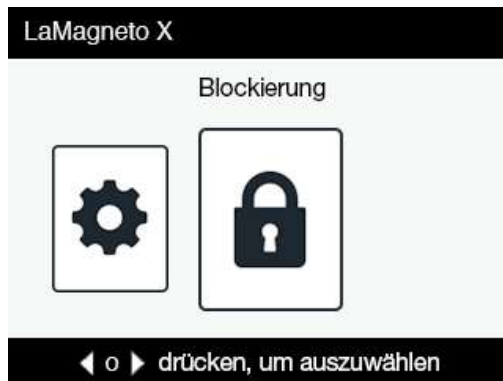 LaMagneto X
Blockierung
◀ o ▶ drücken, um auszuwählen